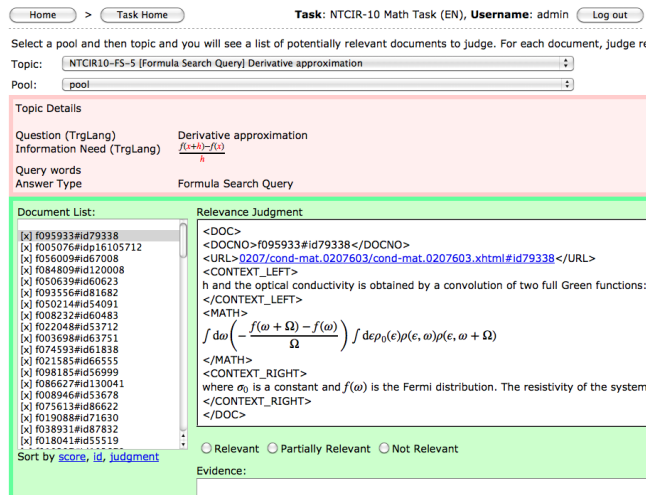 Home > Task Home Task: NTCIR-10 Math Task (EN), Username: admin Log out
Select a pool and then topic and you will see a list of potentially relevant documents to judge. For each document, judge re
Topic: NTCIR10-FS-5 [Formula Search Query] Derivative approximation
Pool: pool
Topic Details
Question (TrgLang) Derivative approximation
Information Need (TrgLang) f(x+h)−f(x) / h
Query words
Answer Type Formula Search Query
Document List:
[x] f095933#id79338
[x] f005076#idp16105712
[x] f056009#id67008
[x] f084809#id120008
[x] f050639#id60623
[x] f093556#id81682
[x] f050214#id54091
[x] f008232#id60483
[x] f022048#id53712
[x] f003698#id63751
[x] f074593#id61838
[x] f021585#id66555
[x] f098185#id56999
[x] f086627#id130041
[x] f008946#id53678
[x] f075613#id86622
[x] f019088#id71630
[x] f038931#id87832
[x] f018041#id55519
Sort by score, id, judgment
Relevance Judgment
<DOC>
<DOCNO>f095933#id79338</DOCNO>
<URL>0207/cond-mat.0207603/cond-mat.0207603.xhtml#id79338</URL>
<CONTEXT_LEFT>
h and the optical conductivity is obtained by a convolution of two full Green functions:
</CONTEXT_LEFT>
<MATH>
∫ dω(− f(ω + Ω) − f(ω) / Ω) ∫ dερ₀(ε)ρ(ε, ω)ρ(ε, ω + Ω)
</MATH>
<CONTEXT_RIGHT>
where σ₀ is a constant and f(ω) is the Fermi distribution. The resistivity of the system
</CONTEXT_RIGHT>
</DOC>
Relevant Partially Relevant Not Relevant
Evidence: